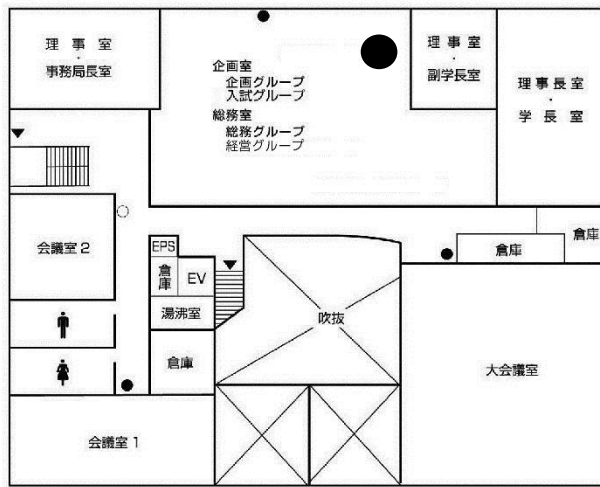 理事室
・
事務局長室
企画室
企画グループ
入試グループ
総務室
総務グループ
経営グループ
理事室
・
副学長室
理事長室
・
学長室
会議室2
EPS
倉庫
EV
湯沸室
倉庫
吹抜
倉庫
倉庫
大会議室
会議室1